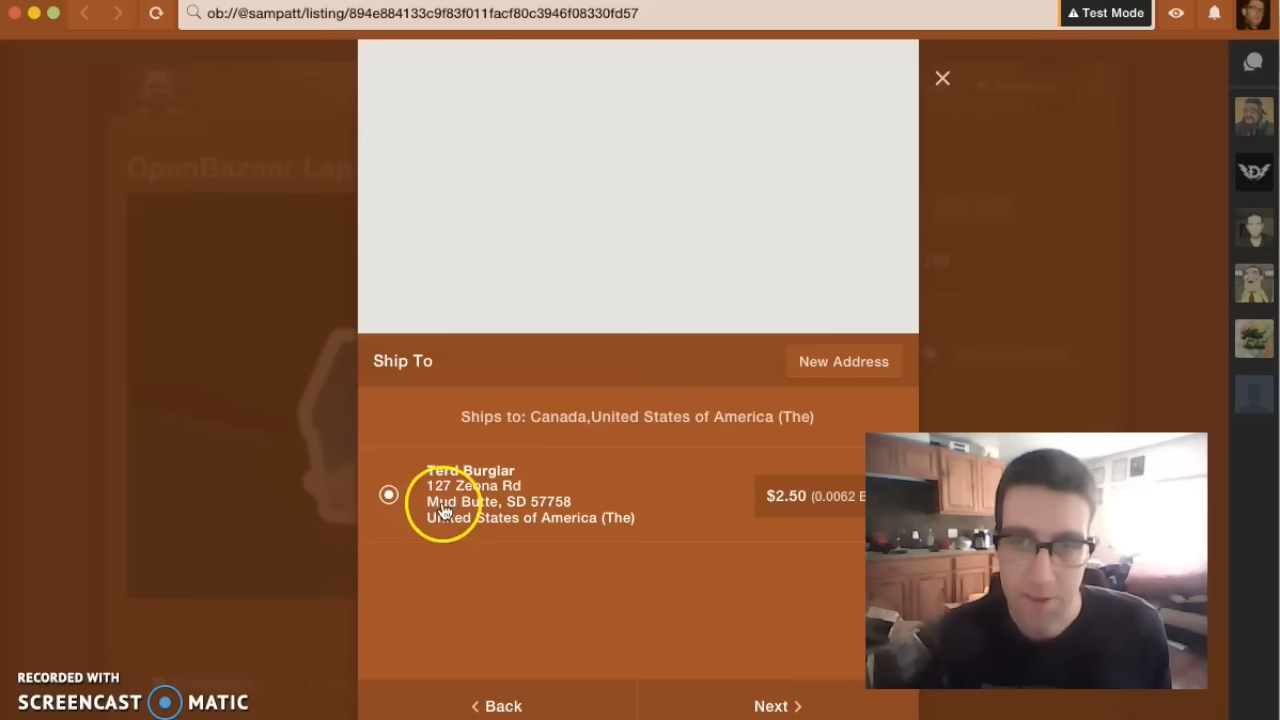 ob://@sampatt/listing/894e884133c9f83f011facf80c3946f08330fd57
Test Mode
OpenBazaar Lap
Ship To
New Address
Ships to: Canada,United States of America (The)
Terd Burglar
127 Zeona Rd
Mud Butte, SD 57758
United States of America (The)
$2.50 (0.0062
Back
Next
RECORDED WITH
SCREENCAST MATIC